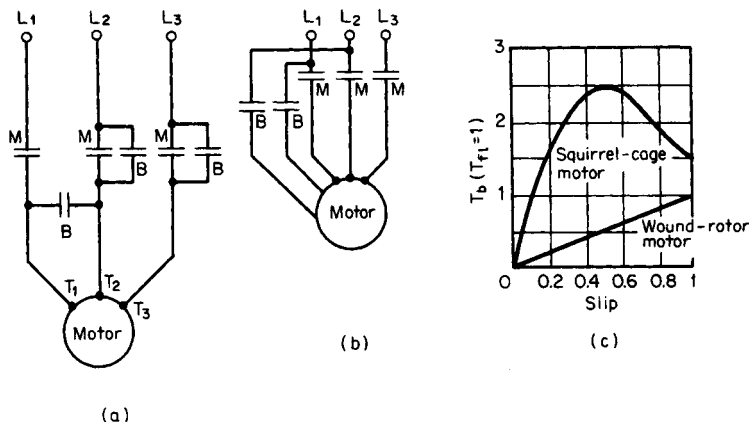 L1 L2 L3
M M M
B B
B
T1 T2 T3
Motor
(a)
L1 L2 L3
M M M
B B
Motor
(b)
3
2
1
0 0.2 0.4 0.6 0.8 1
Tb (Tfl=1)
Squirrel-cage
motor
Wound-rotor
motor
Slip
(c)